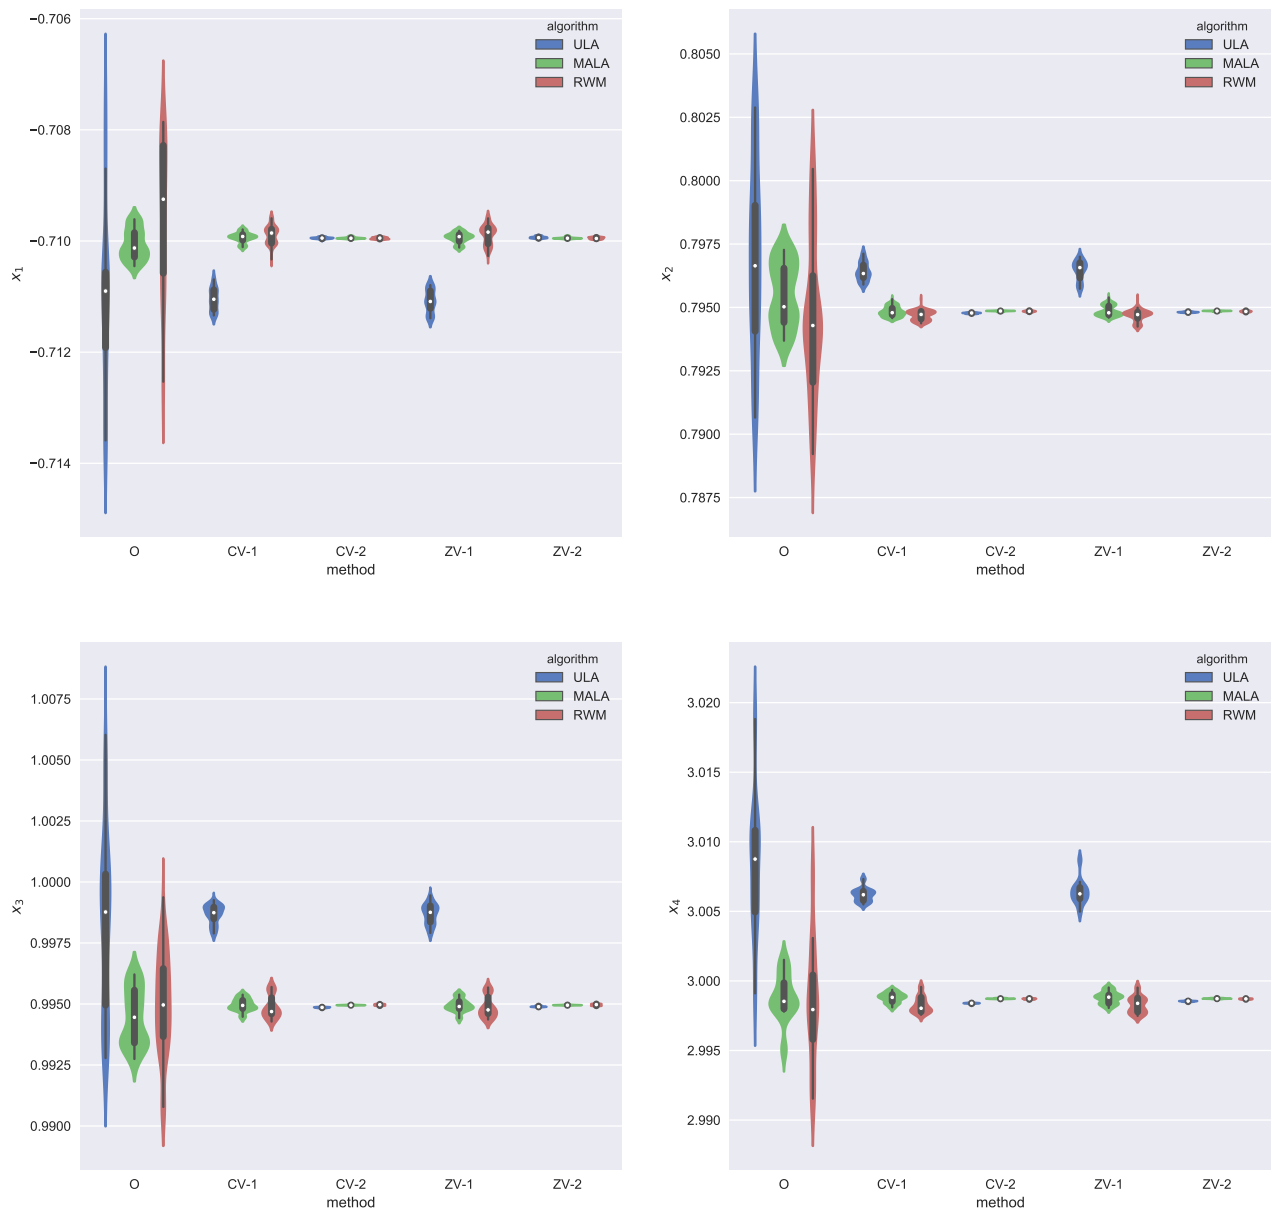 −0.706
−0.708
−0.710
−0.712
−0.714
x₁
algorithm
ULA
MALA
RWM
O CV-1 CV-2 ZV-1 ZV-2
method
0.8050
0.8025
0.8000
0.7975
0.7950
0.7925
0.7900
0.7875
x₂
algorithm
ULA
MALA
RWM
O CV-1 CV-2 ZV-1 ZV-2
method
1.0075
1.0050
1.0025
1.0000
0.9975
0.9950
0.9925
0.9900
x₃
algorithm
ULA
MALA
RWM
O CV-1 CV-2 ZV-1 ZV-2
method
3.020
3.015
3.010
3.005
3.000
2.995
2.990
x₄
algorithm
ULA
MALA
RWM
O CV-1 CV-2 ZV-1 ZV-2
method